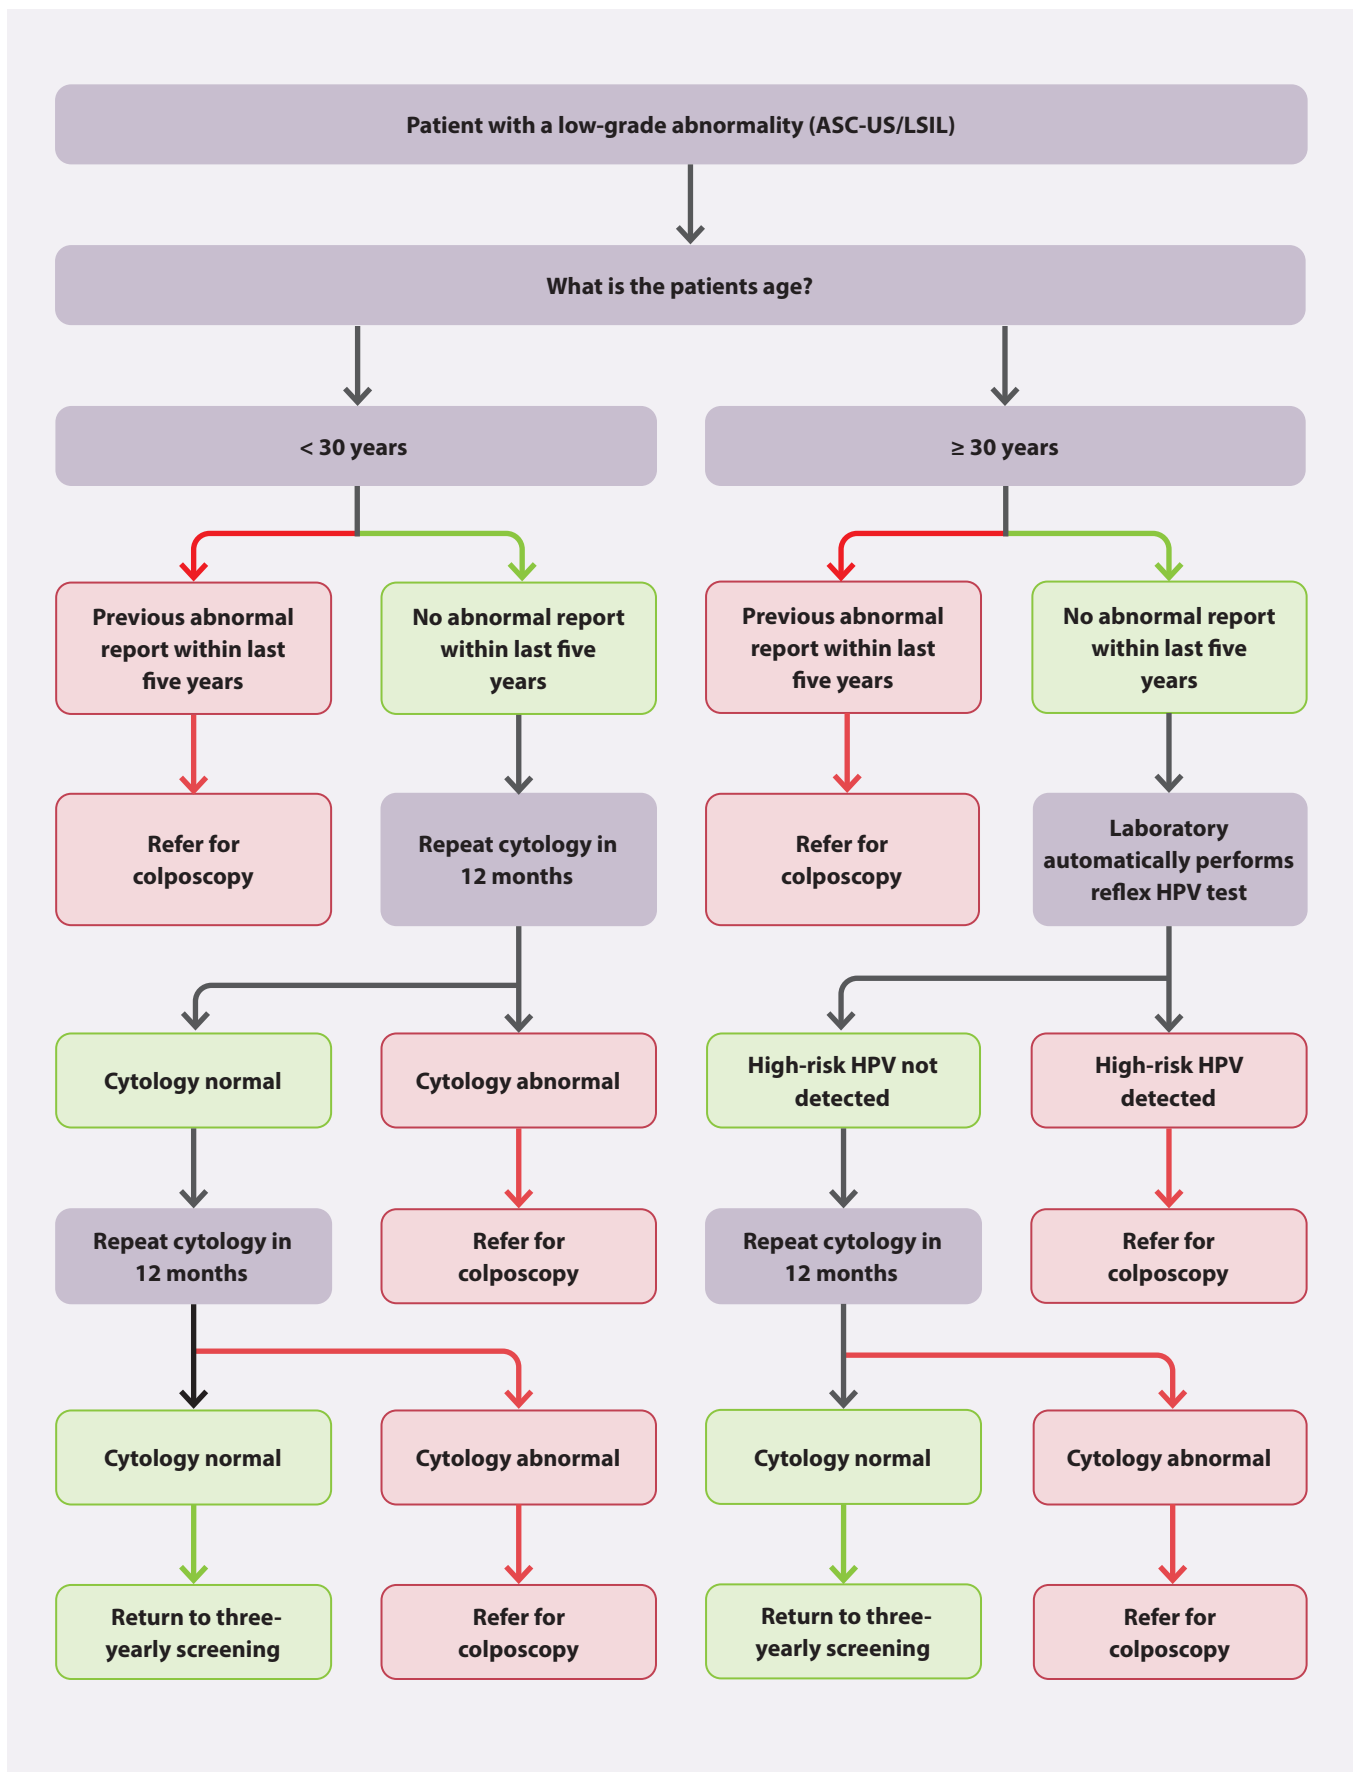 Patient with a low-grade abnormality (ASC-US/LSIL)
What is the patients age?
< 30 years
≥ 30 years
Previous abnormal
report within last
five years
No abnormal report
within last five
years
Previous abnormal
report within last
five years
No abnormal report
within last five
years
Refer for
colposcopy
Repeat cytology in
12 months
Refer for
colposcopy
Laboratory
automatically performs
reflex HPV test
Cytology normal
Cytology abnormal
High-risk HPV not
detected
High-risk HPV
detected
Repeat cytology in
12 months
Refer for
colposcopy
Repeat cytology in
12 months
Refer for
colposcopy
Cytology normal
Cytology abnormal
Cytology normal
Cytology abnormal
Return to three-
yearly screening
Refer for
colposcopy
Return to three-
yearly screening
Refer for
colposcopy